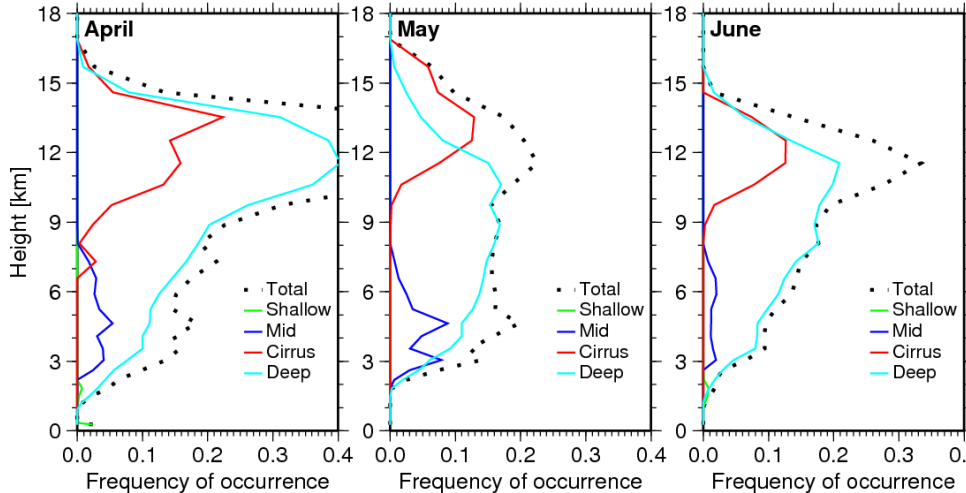 April
May
June
Height [km]
18
15
12
9
6
3
0
Total
Shallow
Mid
Cirrus
Deep
0.0 0.1 0.2 0.3 0.4
Frequency of occurrence
18
15
12
9
6
3
0
Total
Shallow
Mid
Cirrus
Deep
0.0 0.1 0.2 0.3 0.4
Frequency of occurrence
18
15
12
9
6
3
0
Total
Shallow
Mid
Cirrus
Deep
0.0 0.1 0.2 0.3 0.4
Frequency of occurrence